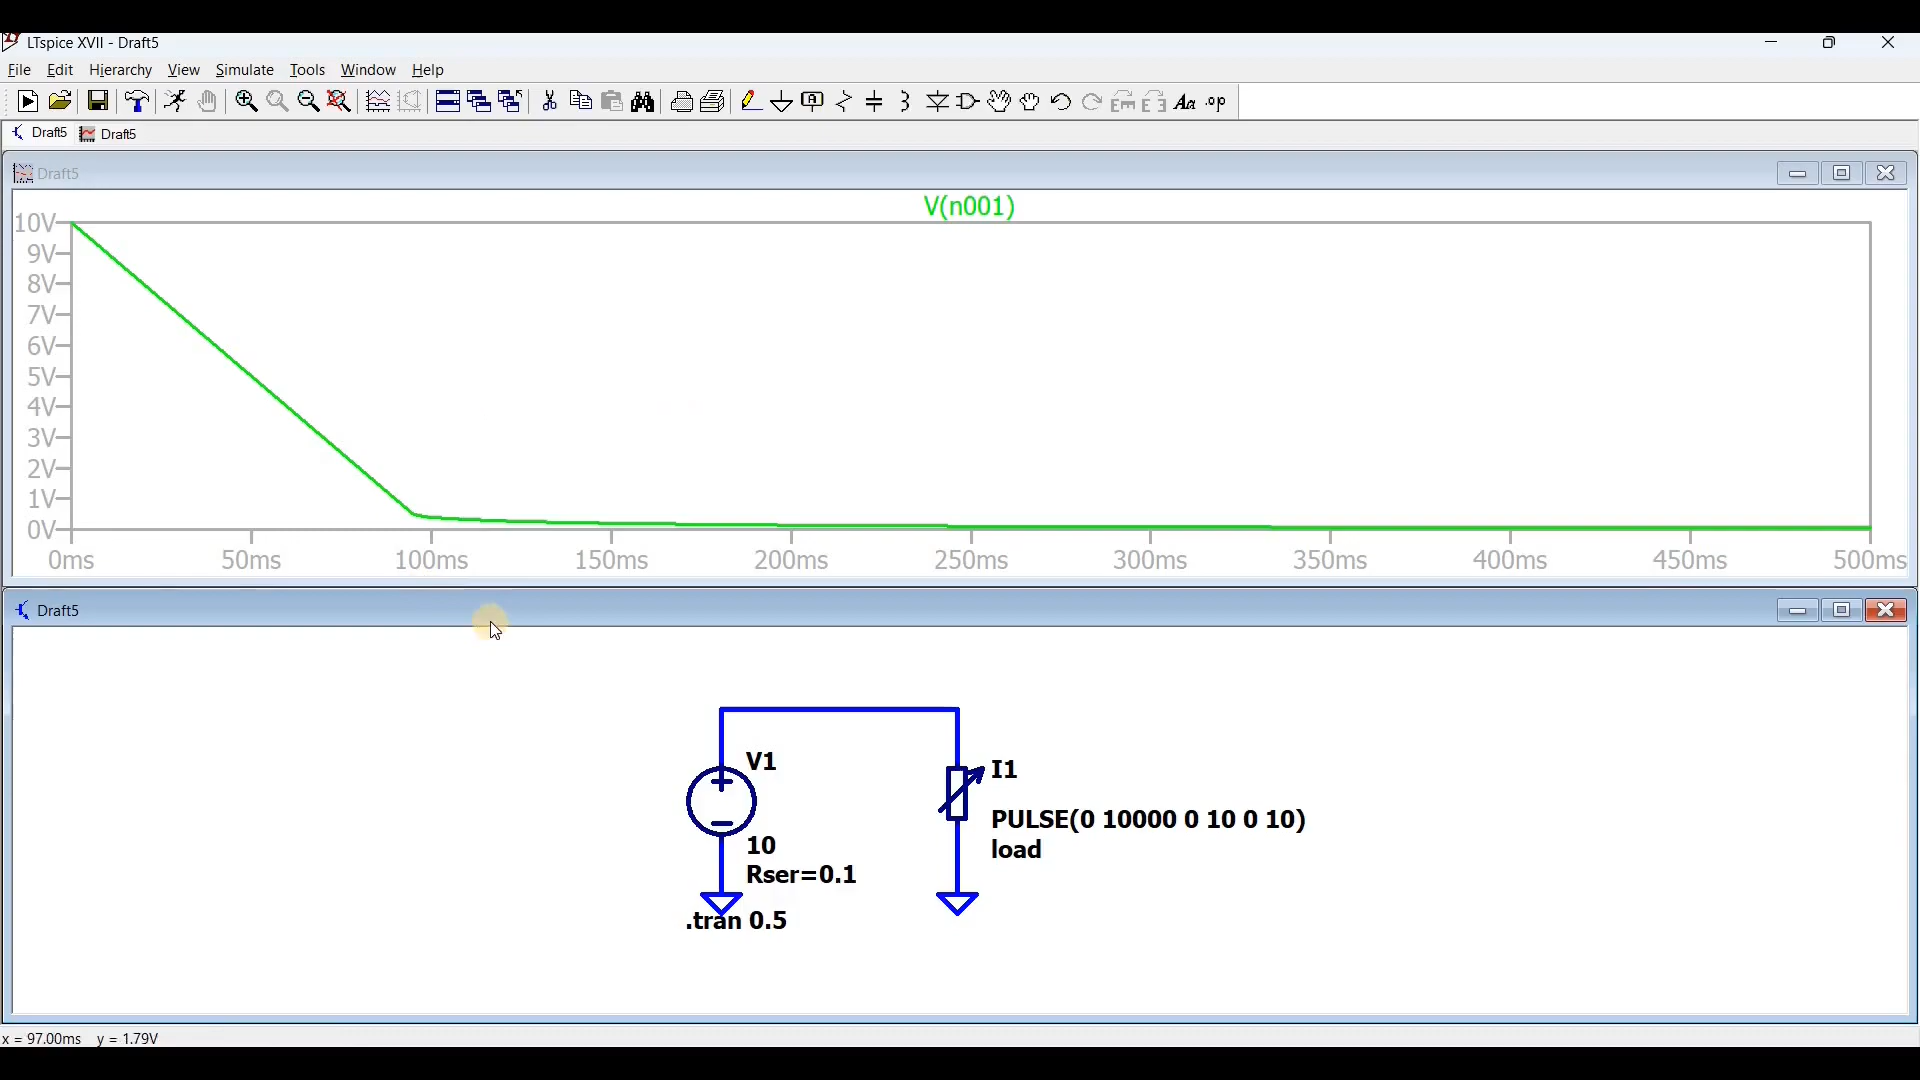 LTspice XVII - Draft5
File Edit Hierarchy View Simulate Tools Window Help
Aa .op
Draft5 Draft5
Draft5
V(n001)
10V
9V
8V
7V
6V
5V
4V
3V
2V
1V
0V
0ms 50ms 100ms 150ms 200ms 250ms 300ms 350ms 400ms 450ms 500ms
Draft5
V1
I1
PULSE(0 10000 0 10 0 10)
10
load
Rser=0.1
.tran 0.5
x = 97.00ms y = 1.79V